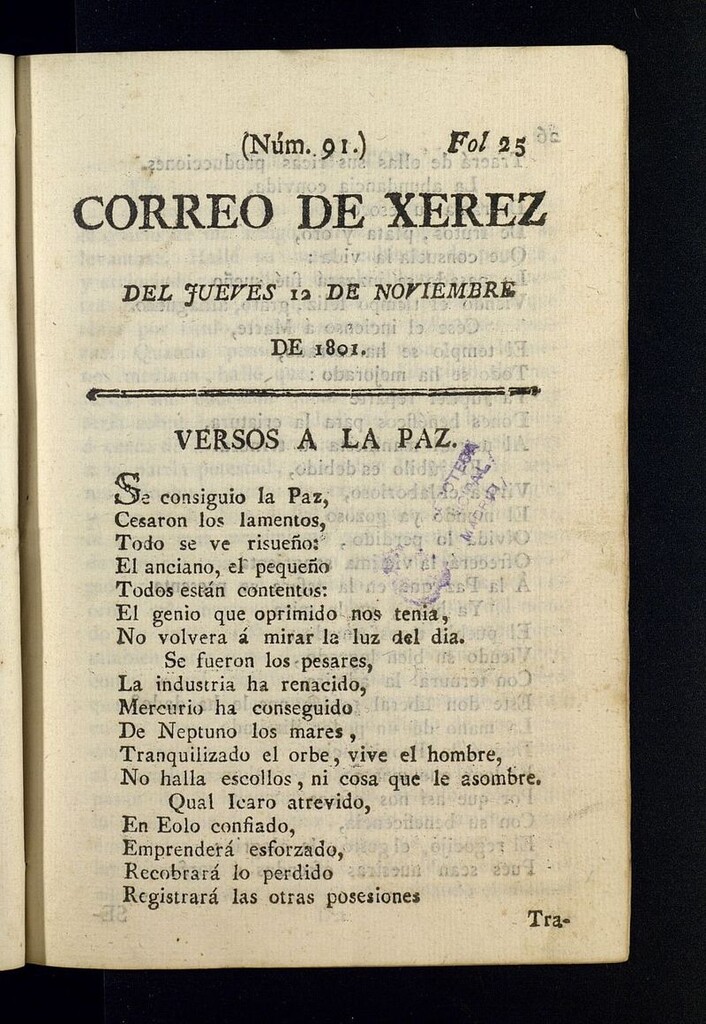 (Núm. 91.) Fol 25
CORREO DE XEREZ
DEL JUEVES 12 DE NOVIEMBRE
DE 1801.
VERSOS A LA PAZ.
Se consiguio la Paz,
Cesaron los lamentos,
Todo se ve risueño:
El anciano, el pequeño
Todos están contentos:
El genio que oprimido nos tenia,
No volvera á mirar la luz del dia.
Se fueron los pesares,
La industria ha renacido,
Mercurio ha conseguido
De Neptuno los mares,
Tranquilizado el orbe, vive el hombre,
No halla escollos, ni cosa que le asombre.
Qual Icaro atrevido,
En Eolo confiado,
Emprenderá esforzado,
Recobrará lo perdido
Registrará las otras posesiones
Tra-